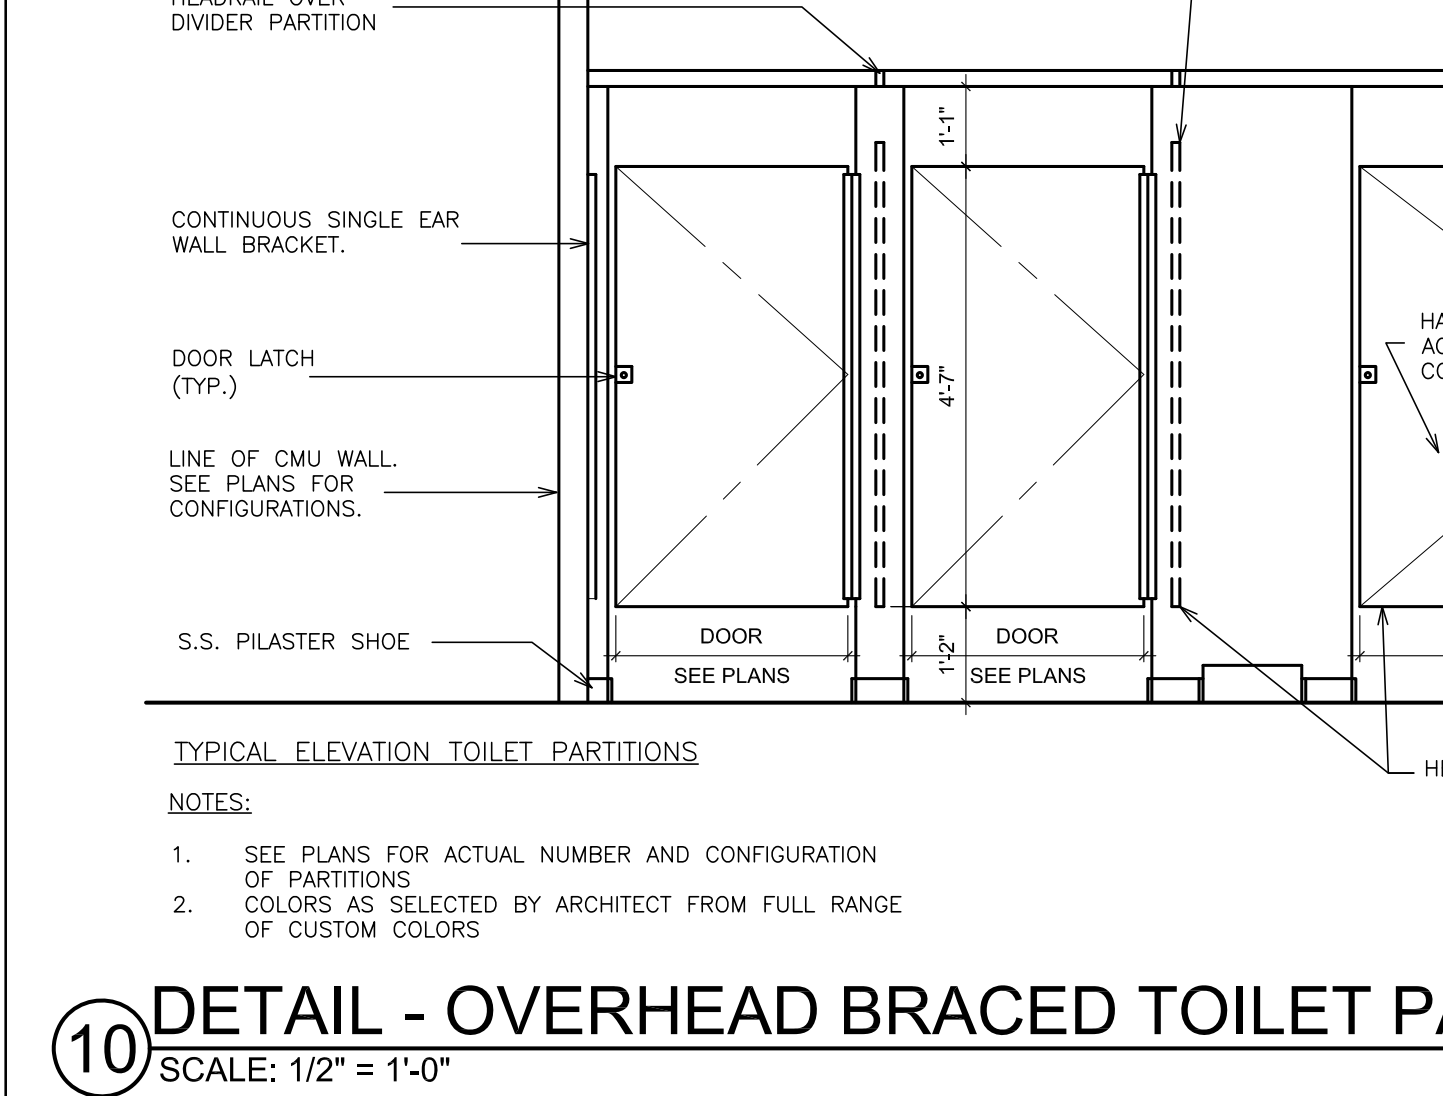 DIVIDER PARTITION
1'-1"
CONTINUOUS SINGLE EAR
WALL BRACKET.
DOOR LATCH
(TYP.)
4'-7"
LINE OF CMU WALL.
SEE PLANS FOR
CONFIGURATIONS.
S.S. PILASTER SHOE
DOOR
SEE PLANS
1'-2"
DOOR
SEE PLANS
TYPICAL ELEVATION TOILET PARTITIONS
NOTES:
1. SEE PLANS FOR ACTUAL NUMBER AND CONFIGURATION
OF PARTITIONS
2. COLORS AS SELECTED BY ARCHITECT FROM FULL RANGE
OF CUSTOM COLORS
10 DETAIL - OVERHEAD BRACED TOILET
SCALE: 1/2" = 1'-0"